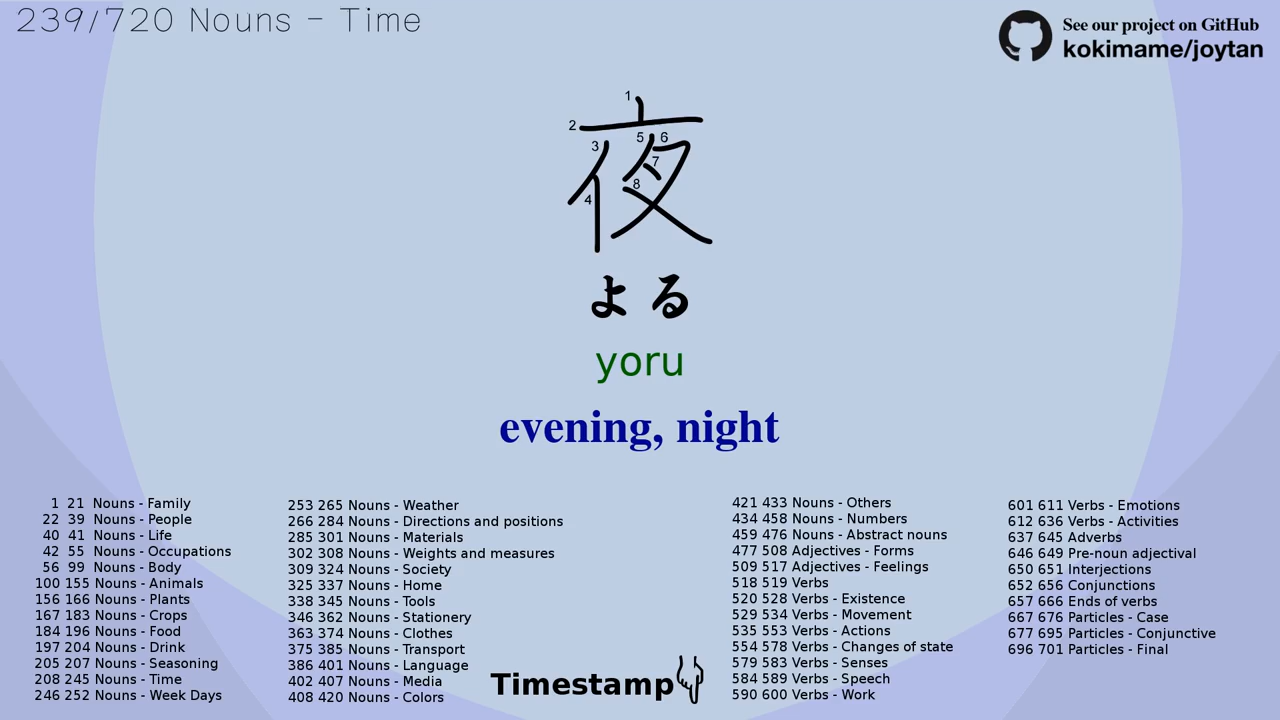 239/720 Nouns - Time
See our project on GitHub
kokimame/joytan
1
2
3
4
5
6
7
8
夜
よる
yoru
evening, night
1 21 Nouns - Family
22 39 Nouns - People
40 41 Nouns - Life
42 55 Nouns - Occupations
56 99 Nouns - Body
100 155 Nouns - Animals
156 166 Nouns - Plants
167 183 Nouns - Crops
184 196 Nouns - Food
197 204 Nouns - Drink
205 207 Nouns - Seasoning
208 245 Nouns - Time
246 252 Nouns - Week Days
253 265 Nouns - Weather
266 284 Nouns - Directions and positions
285 301 Nouns - Materials
302 308 Nouns - Weights and measures
309 324 Nouns - Society
325 337 Nouns - Home
338 345 Nouns - Tools
346 362 Nouns - Stationery
363 374 Nouns - Clothes
375 385 Nouns - Transport
386 401 Nouns - Language
402 407 Nouns - Media
408 420 Nouns - Colors
Timestamp
421 433 Nouns - Others
434 458 Nouns - Numbers
459 476 Nouns - Abstract nouns
477 508 Adjectives - Forms
509 517 Adjectives - Feelings
518 519 Verbs
520 528 Verbs - Existence
529 534 Verbs - Movement
535 553 Verbs - Actions
554 578 Verbs - Changes of state
579 583 Verbs - Senses
584 589 Verbs - Speech
590 600 Verbs - Work
601 611 Verbs - Emotions
612 636 Verbs - Activities
637 645 Adverbs
646 649 Pre-noun adjectival
650 651 Interjections
652 656 Conjunctions
657 666 Ends of verbs
667 676 Particles - Case
677 695 Particles - Conjunctive
696 701 Particles - Final